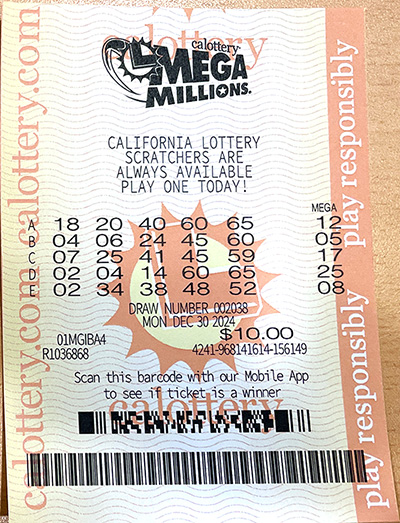 calottery
MEGA
MILLIONS.
CALIFORNIA LOTTERY
SCRATCHERS ARE
ALWAYS AVAILABLE
PLAY ONE TODAY!
MEGA
A 18 20 40 60 65 12
B 04 06 24 45 60 05
C 07 25 41 45 59 17
D 02 04 14 60 65 25
E 02 34 38 48 52 08
DRAW NUMBER 002038
MON DEC 30 2024
01MGIBA4 $10.00
R1036868 4241-968141614-156149
Scan this barcode with our Mobile App
to see if ticket is a winner
calottery
calottery
calottery.com calottery.com
play responsibly play responsibly